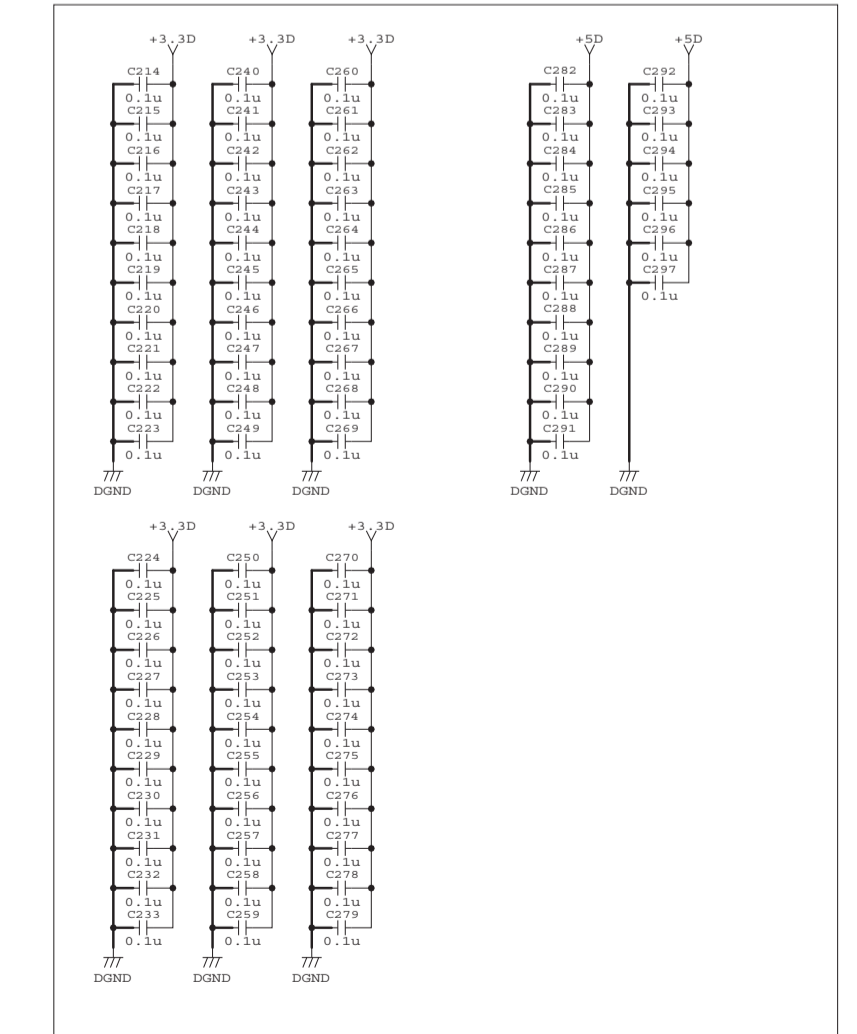 +3.3D +3.3D +3.3D +5D +5D
C214 C240 C260 C282 C292
0.1u 0.1u 0.1u 0.1u 0.1u
C215 C241 C261 C283 C293
0.1u 0.1u 0.1u 0.1u 0.1u
C216 C242 C262 C284 C294
0.1u 0.1u 0.1u 0.1u 0.1u
C217 C243 C263 C285 C295
0.1u 0.1u 0.1u 0.1u 0.1u
C218 C244 C264 C286 C296
0.1u 0.1u 0.1u 0.1u 0.1u
C219 C245 C265 C287 C297
0.1u 0.1u 0.1u 0.1u 0.1u
C220 C246 C266 C288
0.1u 0.1u 0.1u 0.1u
C221 C247 C267 C289
0.1u 0.1u 0.1u 0.1u
C222 C248 C268 C290
0.1u 0.1u 0.1u 0.1u
C223 C249 C269 C291
0.1u 0.1u 0.1u 0.1u
DGND DGND DGND DGND DGND
+3.3D +3.3D +3.3D
C224 C250 C270
0.1u 0.1u 0.1u
C225 C251 C271
0.1u 0.1u 0.1u
C226 C252 C272
0.1u 0.1u 0.1u
C227 C253 C273
0.1u 0.1u 0.1u
C228 C254 C274
0.1u 0.1u 0.1u
C229 C255 C275
0.1u 0.1u 0.1u
C230 C256 C276
0.1u 0.1u 0.1u
C231 C257 C277
0.1u 0.1u 0.1u
C232 C258 C278
0.1u 0.1u 0.1u
C233 C259 C279
0.1u 0.1u 0.1u
DGND DGND DGND